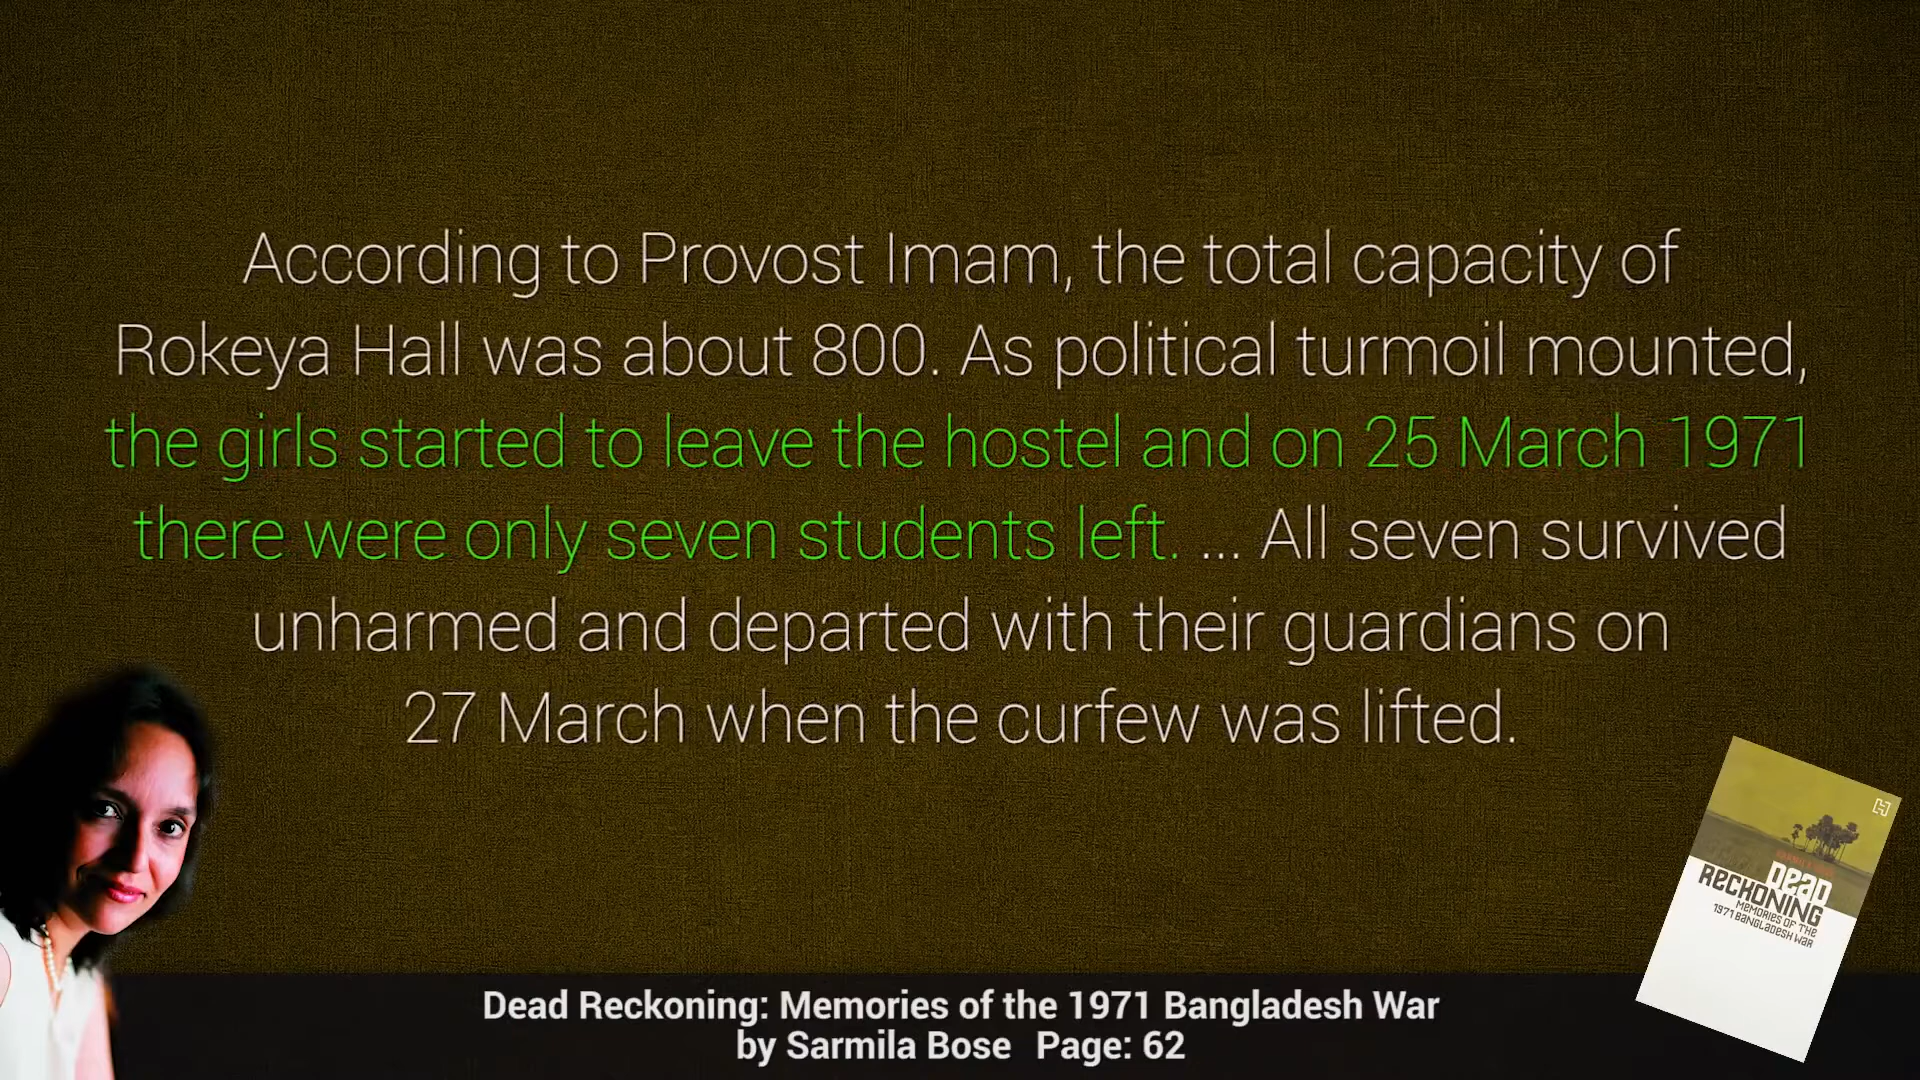 According to Provost Imam, the total capacity of
Rokeya Hall was about 800. As political turmoil mounted,
the girls started to leave the hostel and on 25 March 1971
there were only seven students left. ... All seven survived
unharmed and departed with their guardians on
27 March when the curfew was lifted.
DEAD
RECKONING
MEMORIES OF THE
1971 BANGLADESH WAR
Dead Reckoning: Memories of the 1971 Bangladesh War
by Sarmila Bose Page: 62